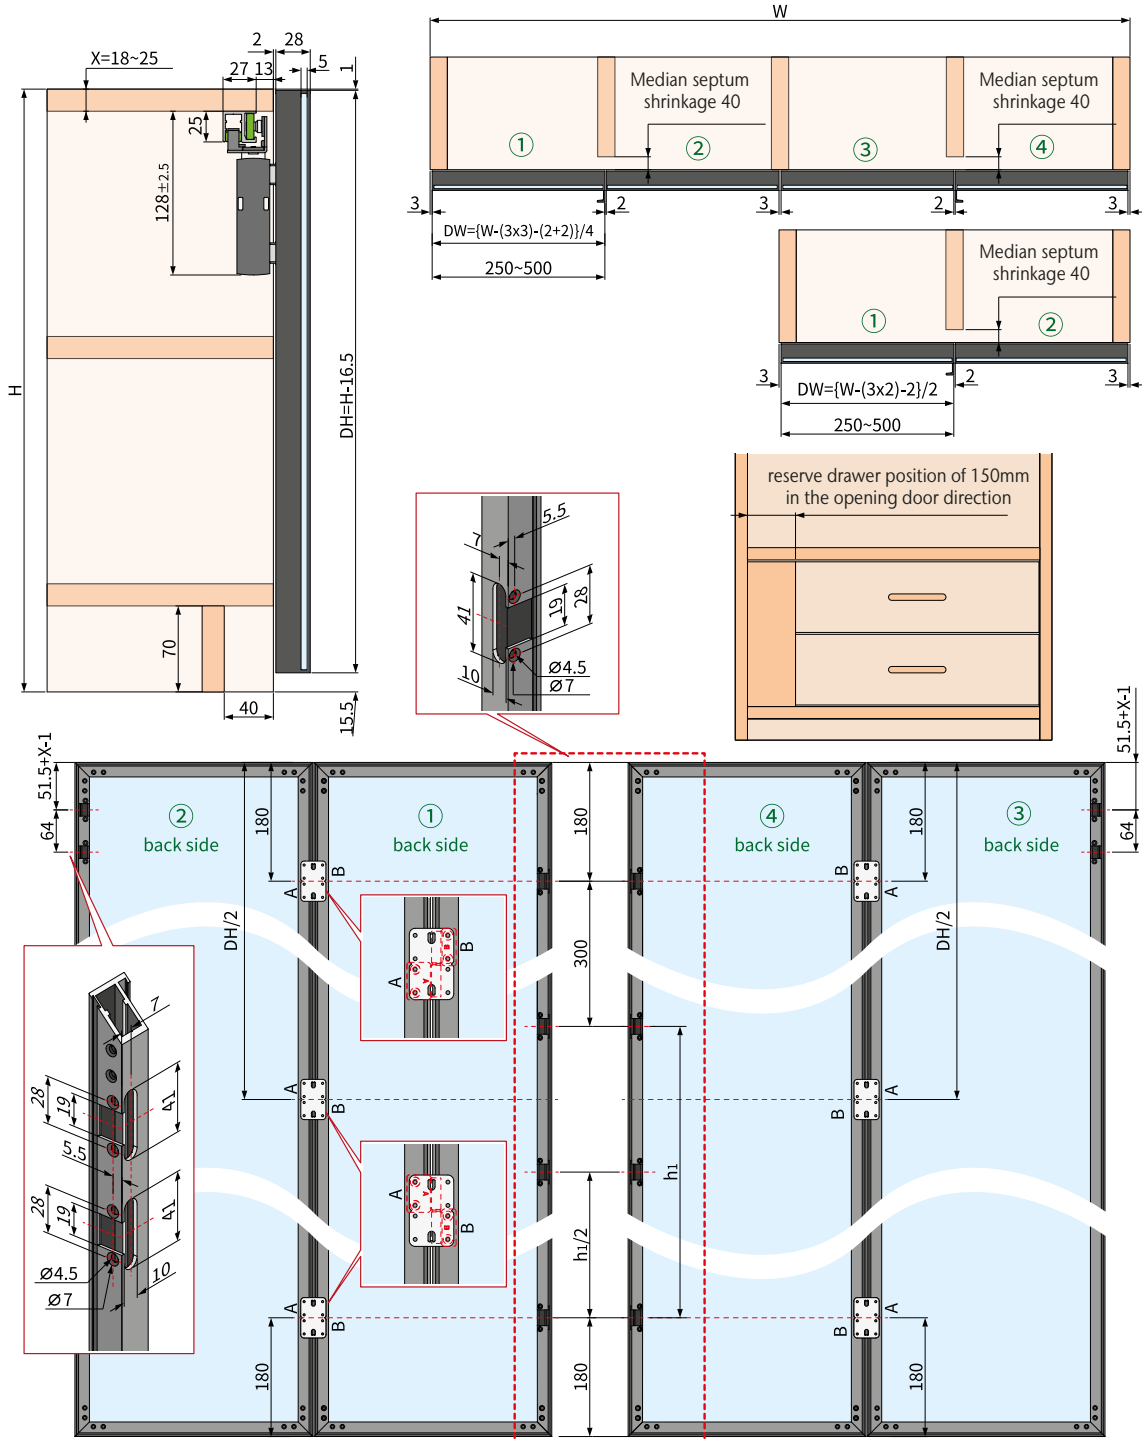 X=18~25
2
28
27
13
5
1
25
128±2.5
H
DH=H-16.5
70
40
15.5
W
Median septum
shrinkage 40
Median septum
shrinkage 40
①
②
③
④
3
2
3
2
3
DW={W-(3x3)-(2+2)}/4
250~500
Median septum
shrinkage 40
①
②
3
2
3
DW={W-(3x2)-2}/2
250~500
reserve drawer position of 150mm
in the opening door direction
5.5
7
41
19
28
10
Ø4.5
Ø7
51.5+X-1
64
②
back side
180
DH/2
①
back side
180
300
h1/2
180
h1
④
back side
③
back side
180
DH/2
51.5+X-1
64
A
B
A
B
A
B
A
B
A
B
B
A
A
B
A
B
A
B
A
B
180
180
7
28
19
41
5.5
28
19
41
10
Ø4.5
Ø7